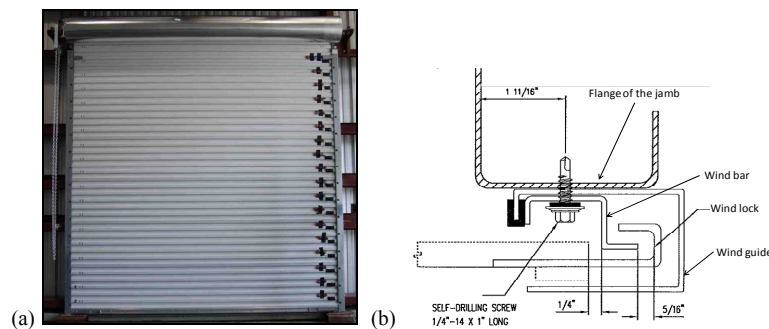 (a)
(b)
1 11/16"
Flange of the jamb
Wind bar
Wind lock
Wind guide
1/4"
5/16"
SELF-DRILLING SCREW
1/4"-14 X 1" LONG